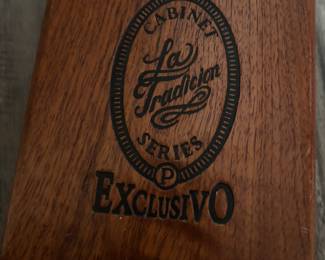 CABINET
La
Tradicion
SERIES
P
EXCLUSIVO